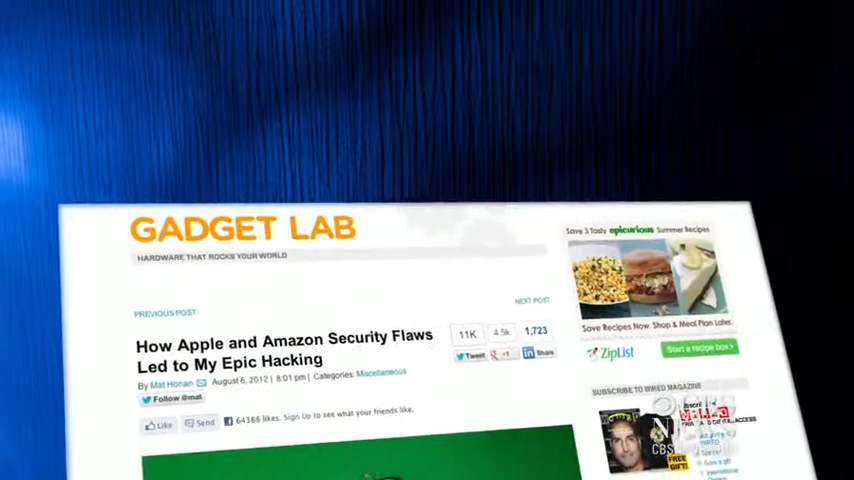 GADGET LAB
HARDWARE THAT ROCKS YOUR WORLD
PREVIOUS POST
NEXT POST
How Apple and Amazon Security Flaws
Led to My Epic Hacking
By Mat Honan
August 6, 2012 | 8:01 pm | Categories: Miscellaneous
Follow @mat
11K
4.5k
1,723
Tweet
+1
Share
Like
Send
64388 likes. Sign Up to see what your friends like.
Save 3 Tasty epicurious Summer Recipes
Save Recipes Now. Shop & Meal Plan Later.
ZipList
Start a recipe box
SUBSCRIBE TO WIRED MAGAZINE
FREE
GIFT!
CBS
NEWS